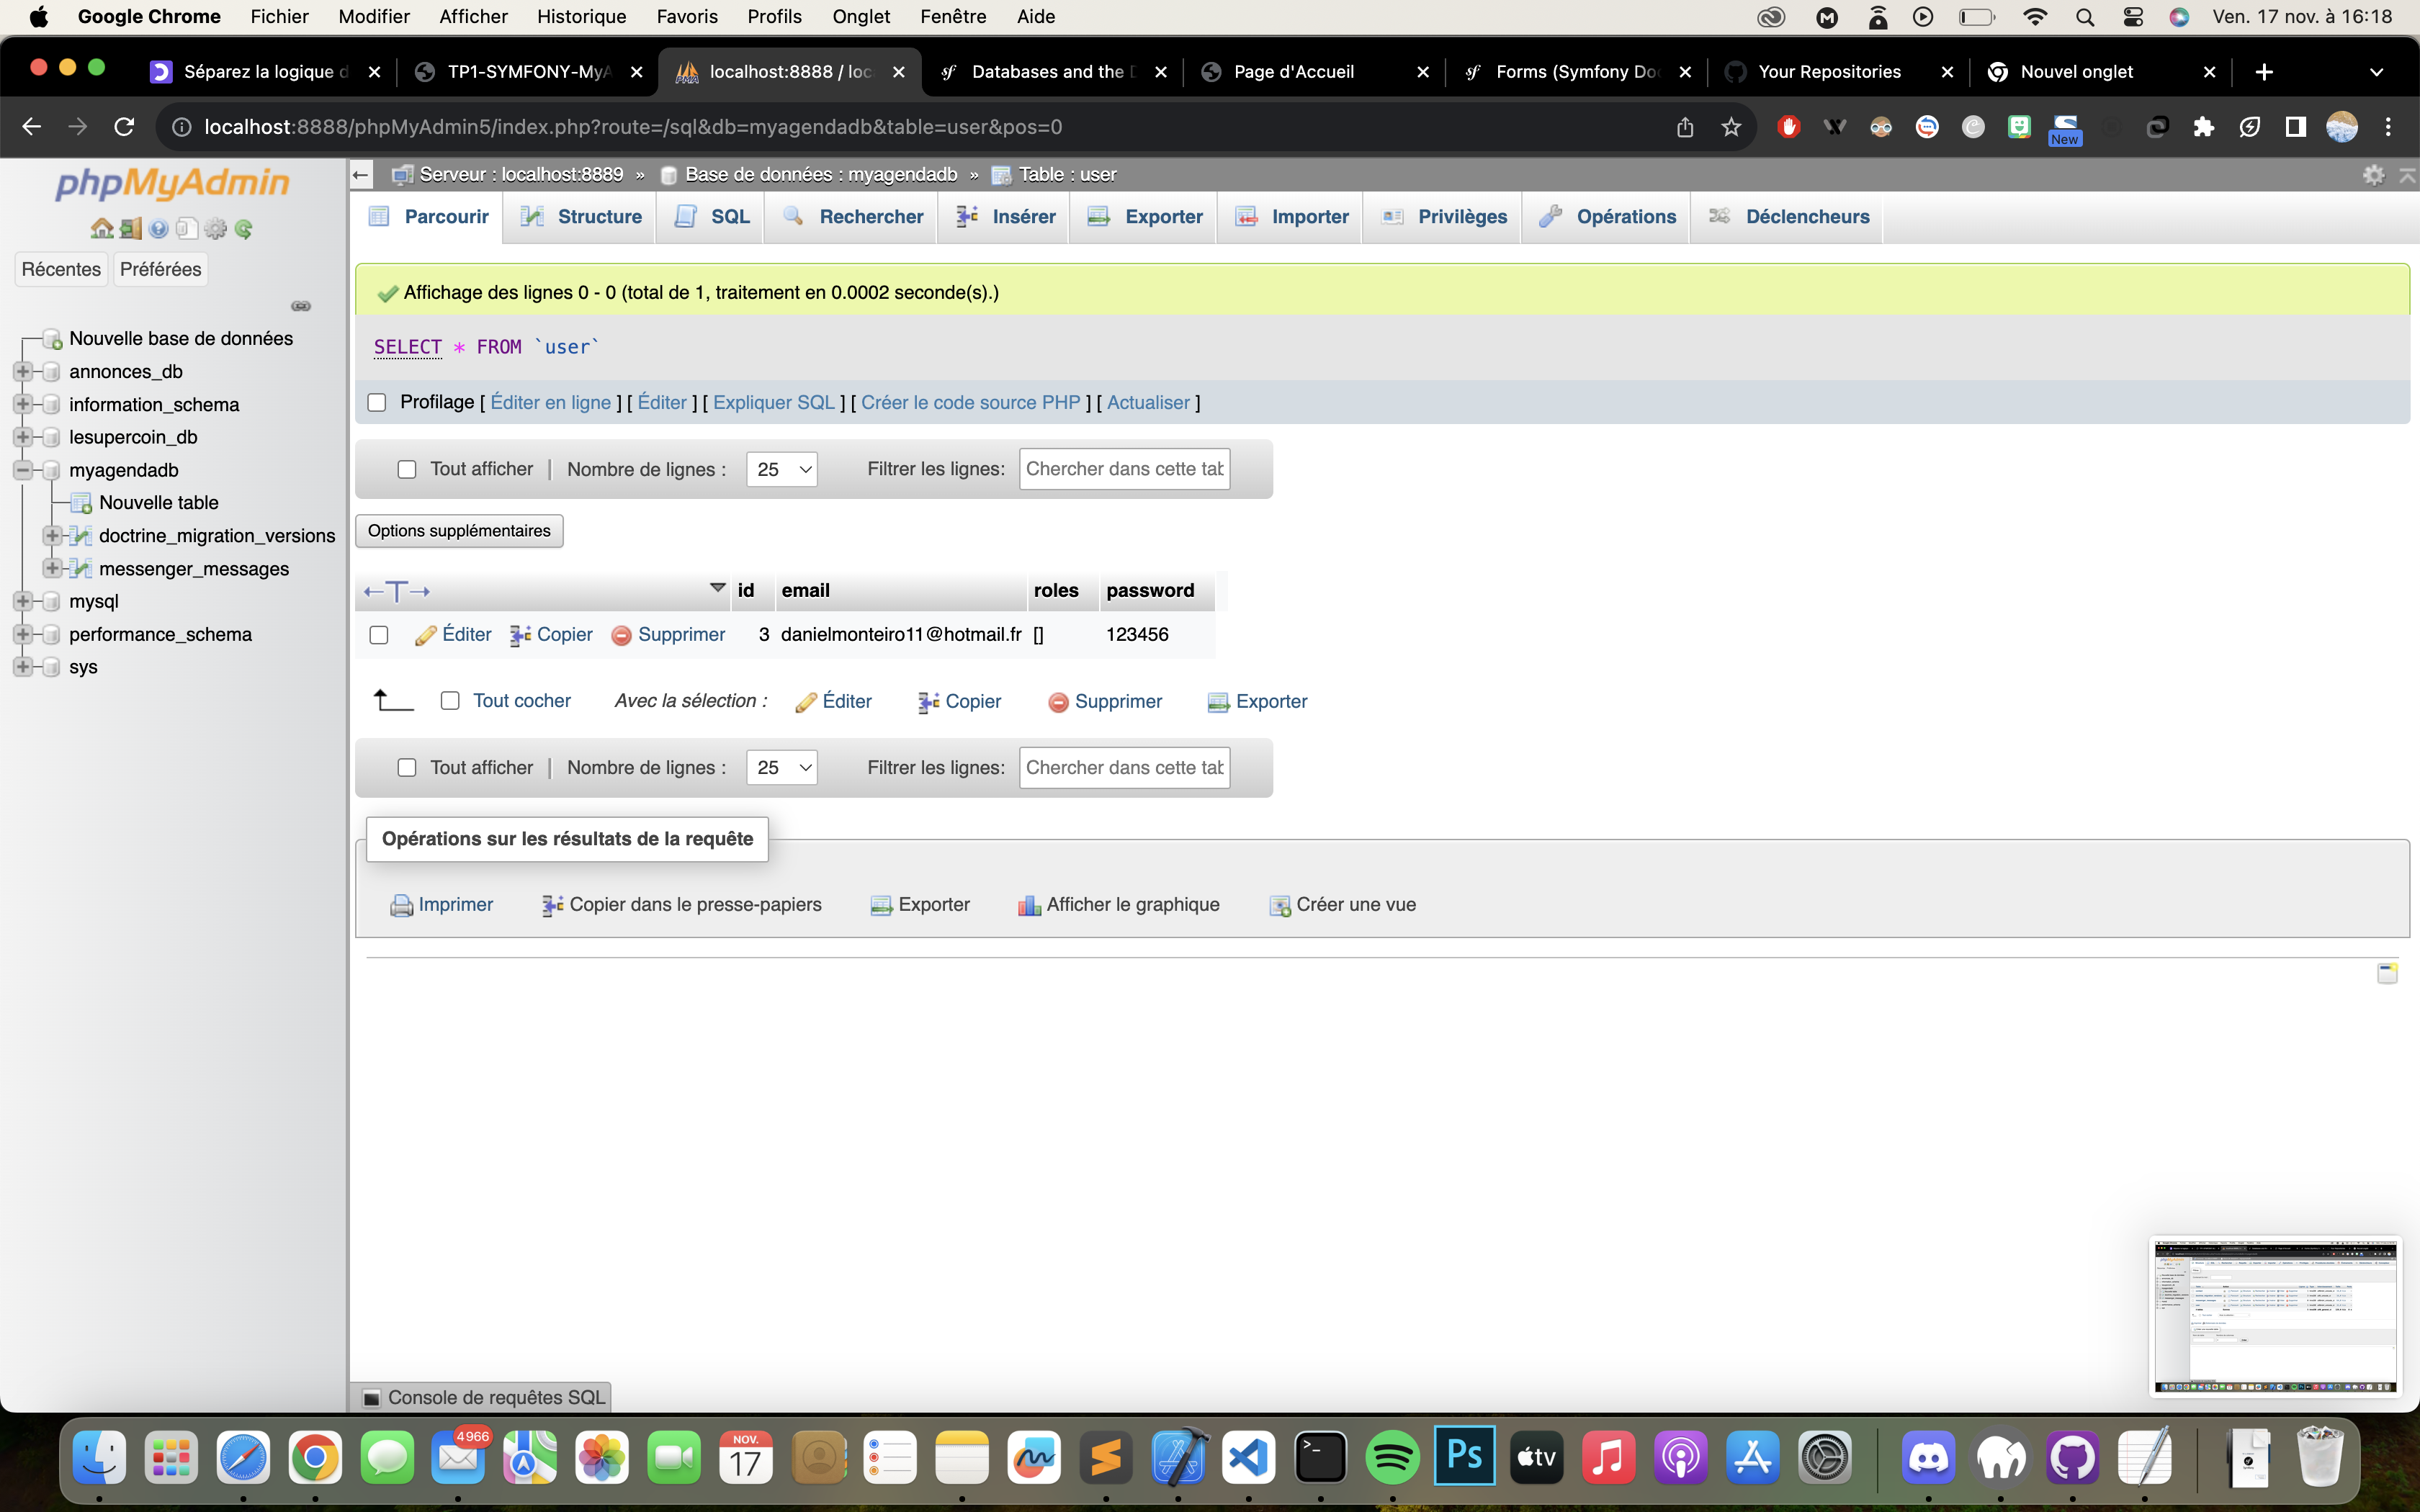 Google Chrome Fichier Modifier Afficher Historique Favoris Profils Onglet Fenêtre Aide Ven. 17 nov. à 16:18
Séparez la logique d TP1-SYMFONY-MyA localhost:8888 / loc Databases and the D Page d'Accueil Forms (Symfony Doc Your Repositories Nouvel onglet
localhost:8888/phpMyAdmin5/index.php?route=/sql&db=myagendadb&table=user&pos=0
New
phpMyAdmin
Récentes Préférées
Nouvelle base de données
annonces_db
information_schema
lesupercoin_db
myagendadb
Nouvelle table
doctrine_migration_versions
messenger_messages
mysql
performance_schema
sys
Serveur : localhost:8889 » Base de données : myagendadb » Table : user
Parcourir Structure SQL Rechercher Insérer Exporter Importer Privilèges Opérations Déclencheurs
Affichage des lignes 0 - 0 (total de 1, traitement en 0.0002 seconde(s).)
SELECT * FROM `user`
Profilage [ Éditer en ligne ] [ Éditer ] [ Expliquer SQL ] [ Créer le code source PHP ] [ Actualiser ]
Tout afficher | Nombre de lignes : 25 Filtrer les lignes: Chercher dans cette tab
Options supplémentaires
←T→ id email roles password
Éditer Copier Supprimer 3 danielmonteiro11@hotmail.fr [] 123456
Tout cocher Avec la sélection : Éditer Copier Supprimer Exporter
Tout afficher | Nombre de lignes : 25 Filtrer les lignes: Chercher dans cette tab
Opérations sur les résultats de la requête
Imprimer Copier dans le presse-papiers Exporter Afficher le graphique Créer une vue
Console de requêtes SQL
4966
NOV.
17
Ps
tv